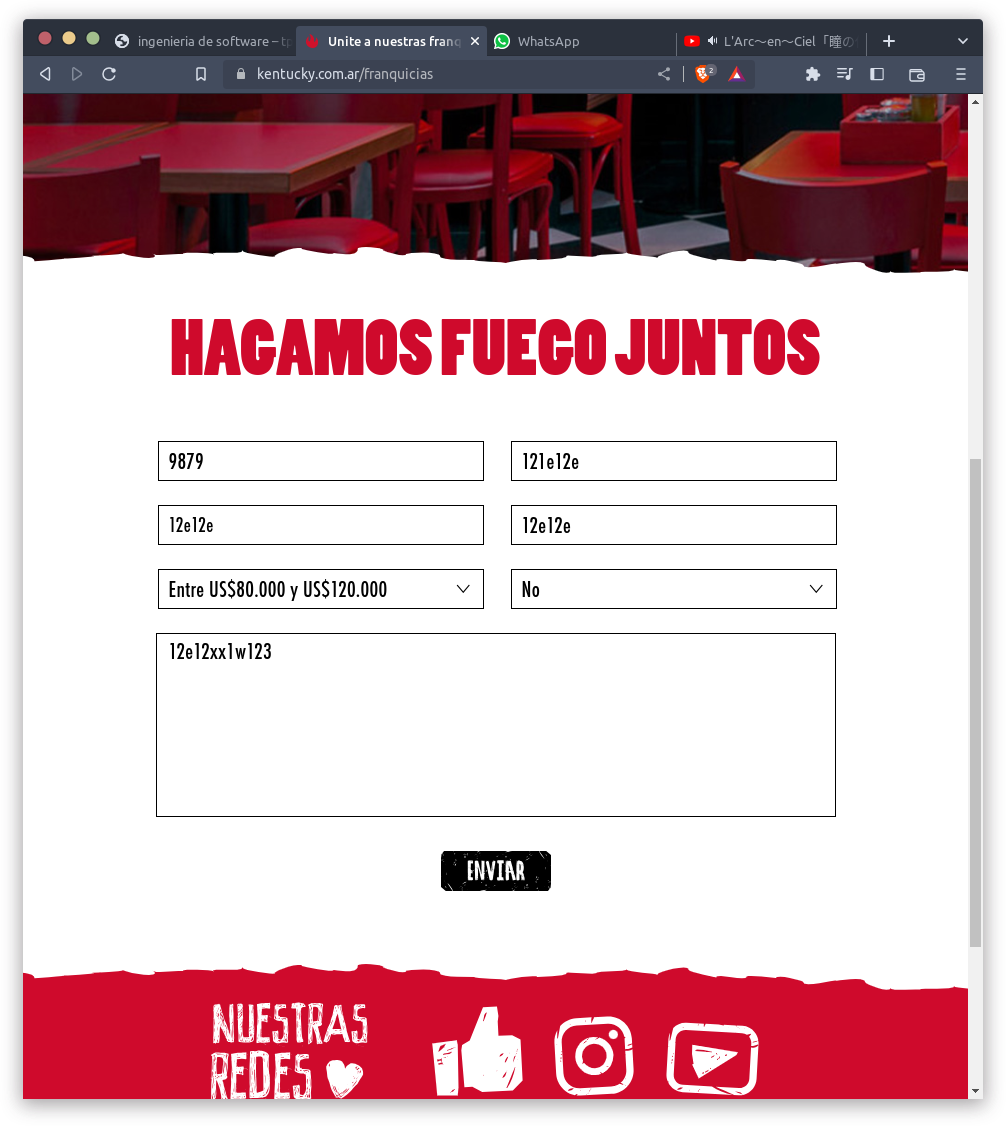 ingenieria de software – tp
Unite a nuestras franq
WhatsApp
L'Arc～en～Ciel「瞳の
kentucky.com.ar/franquicias
2
HAGAMOS FUEGO JUNTOS
9879
121e12e
12e12e
12e12e
Entre US$80.000 y US$120.000
No
12e12xx1w123
ENVIAR
NUESTRAS
REDES